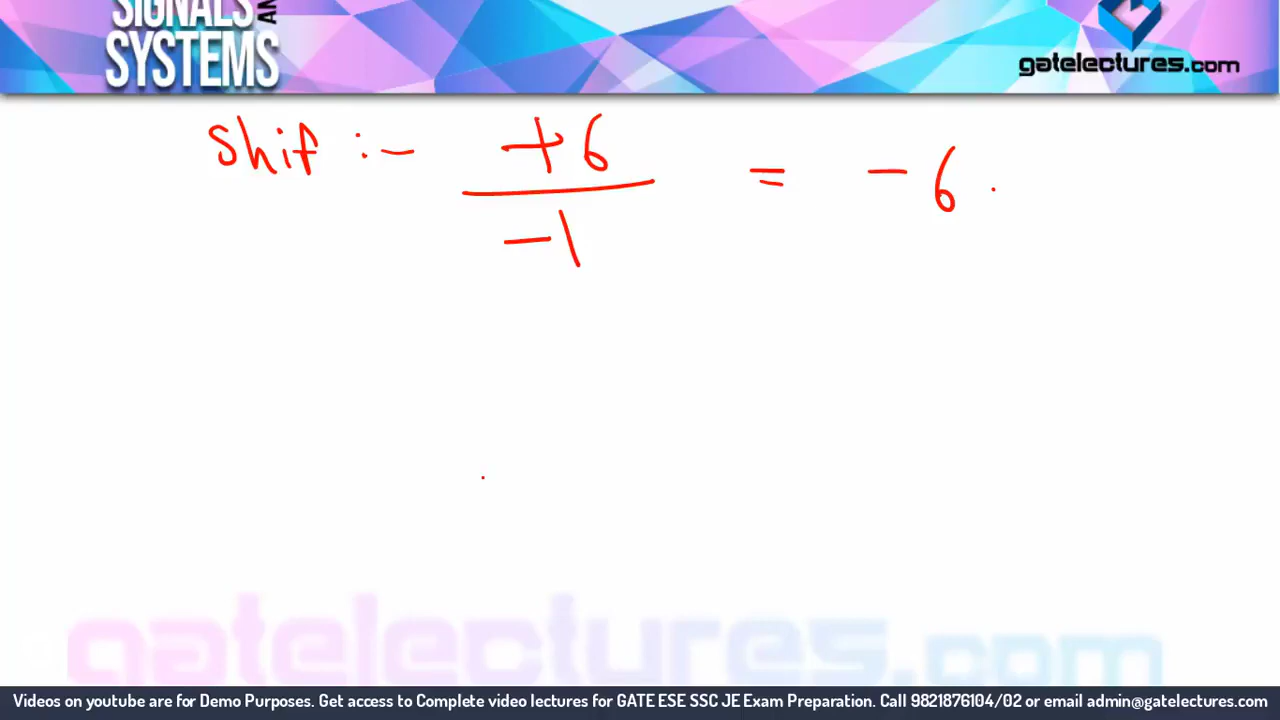 SIGNALS AND
SYSTEMS
gatelectures.com
Shif :- +6/-1 = -6.
gatelectures.com
Videos on youtube are for Demo Purposes. Get access to Complete video lectures for GATE ESE SSC JE Exam Preparation. Call 9821876104/02 or email admin@gatelectures.com